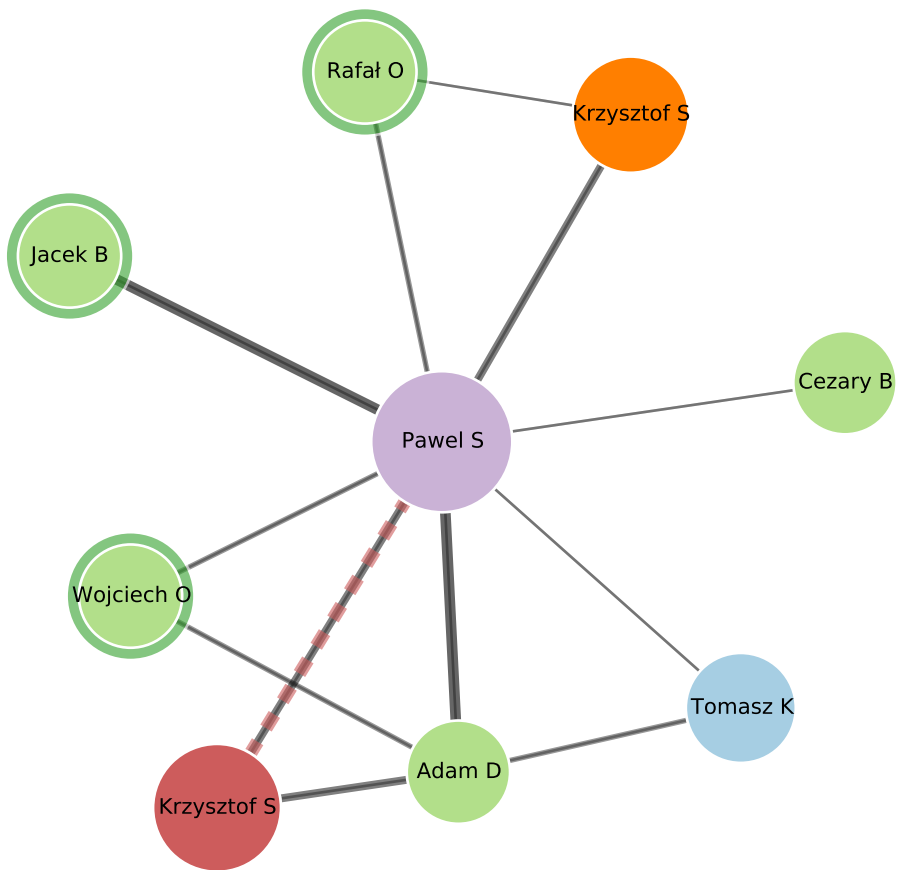 Rafał O
Krzysztof S
Jacek B
Cezary B
Pawel S
Wojciech O
Tomasz K
Adam D
Krzysztof S